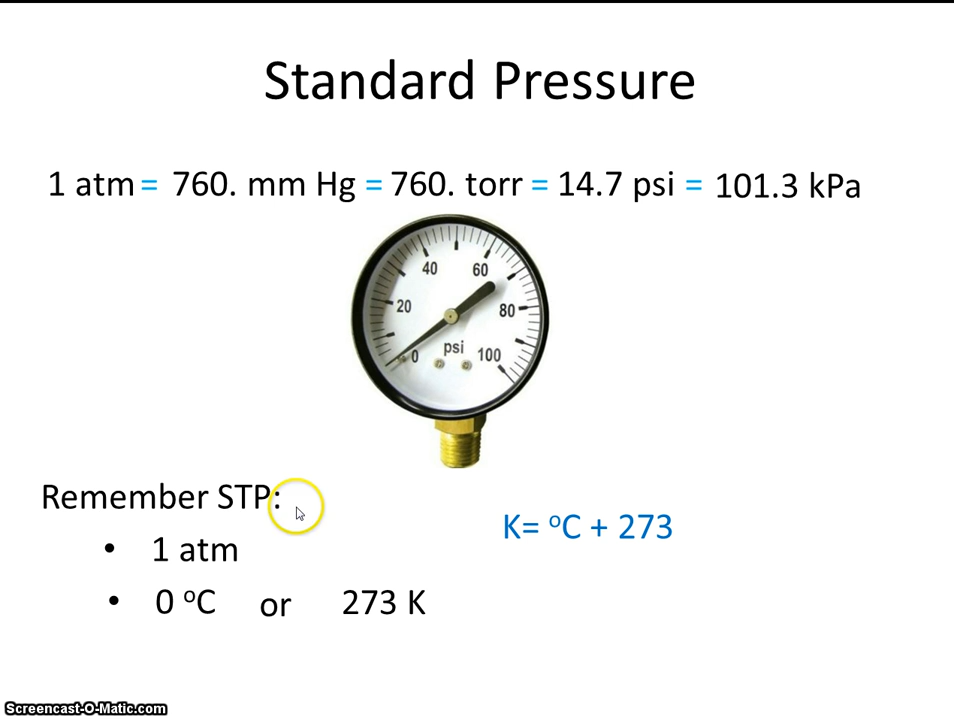 Standard Pressure
1 atm = 760. mm Hg = 760. torr = 14.7 psi = 101.3 kPa
40 60
20 80
psi
0 100
Remember STP:
K= ºC + 273
• 1 atm
• 0 ºC or 273 K
Screencast-O-Matic.com